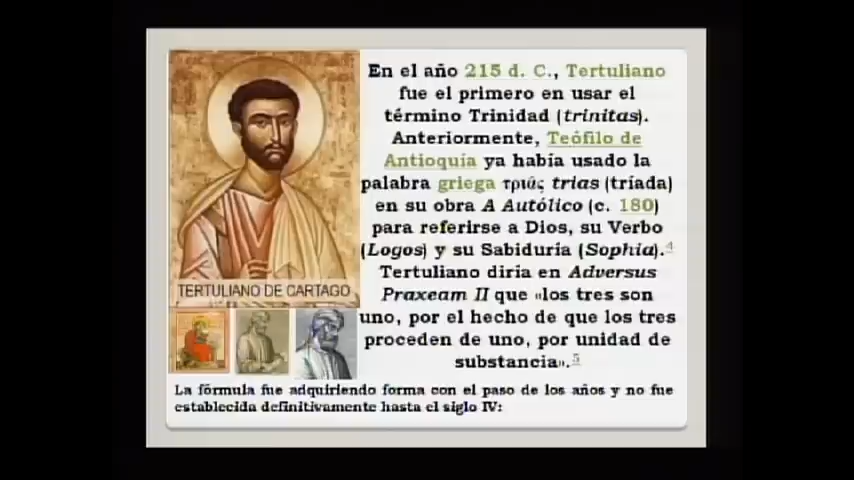 En el año 215 d. C., Tertuliano
fue el primero en usar el
término Trinidad (trinitas).
Anteriormente, Teófilo de
Antioquía ya había usado la
palabra griega τριάς trias (tríada)
en su obra A Autólico (c. 180)
para referirse a Dios, su Verbo
(Logos) y su Sabiduría (Sophia).4
Tertuliano diría en Adversus
Praxeam II que «los tres son
uno, por el hecho de que los tres
proceden de uno, por unidad de
substancia».5
TERTULIANO DE CARTAGO
La fórmula fue adquiriendo forma con el paso de los años y no fue
establecida definitivamente hasta el siglo IV: